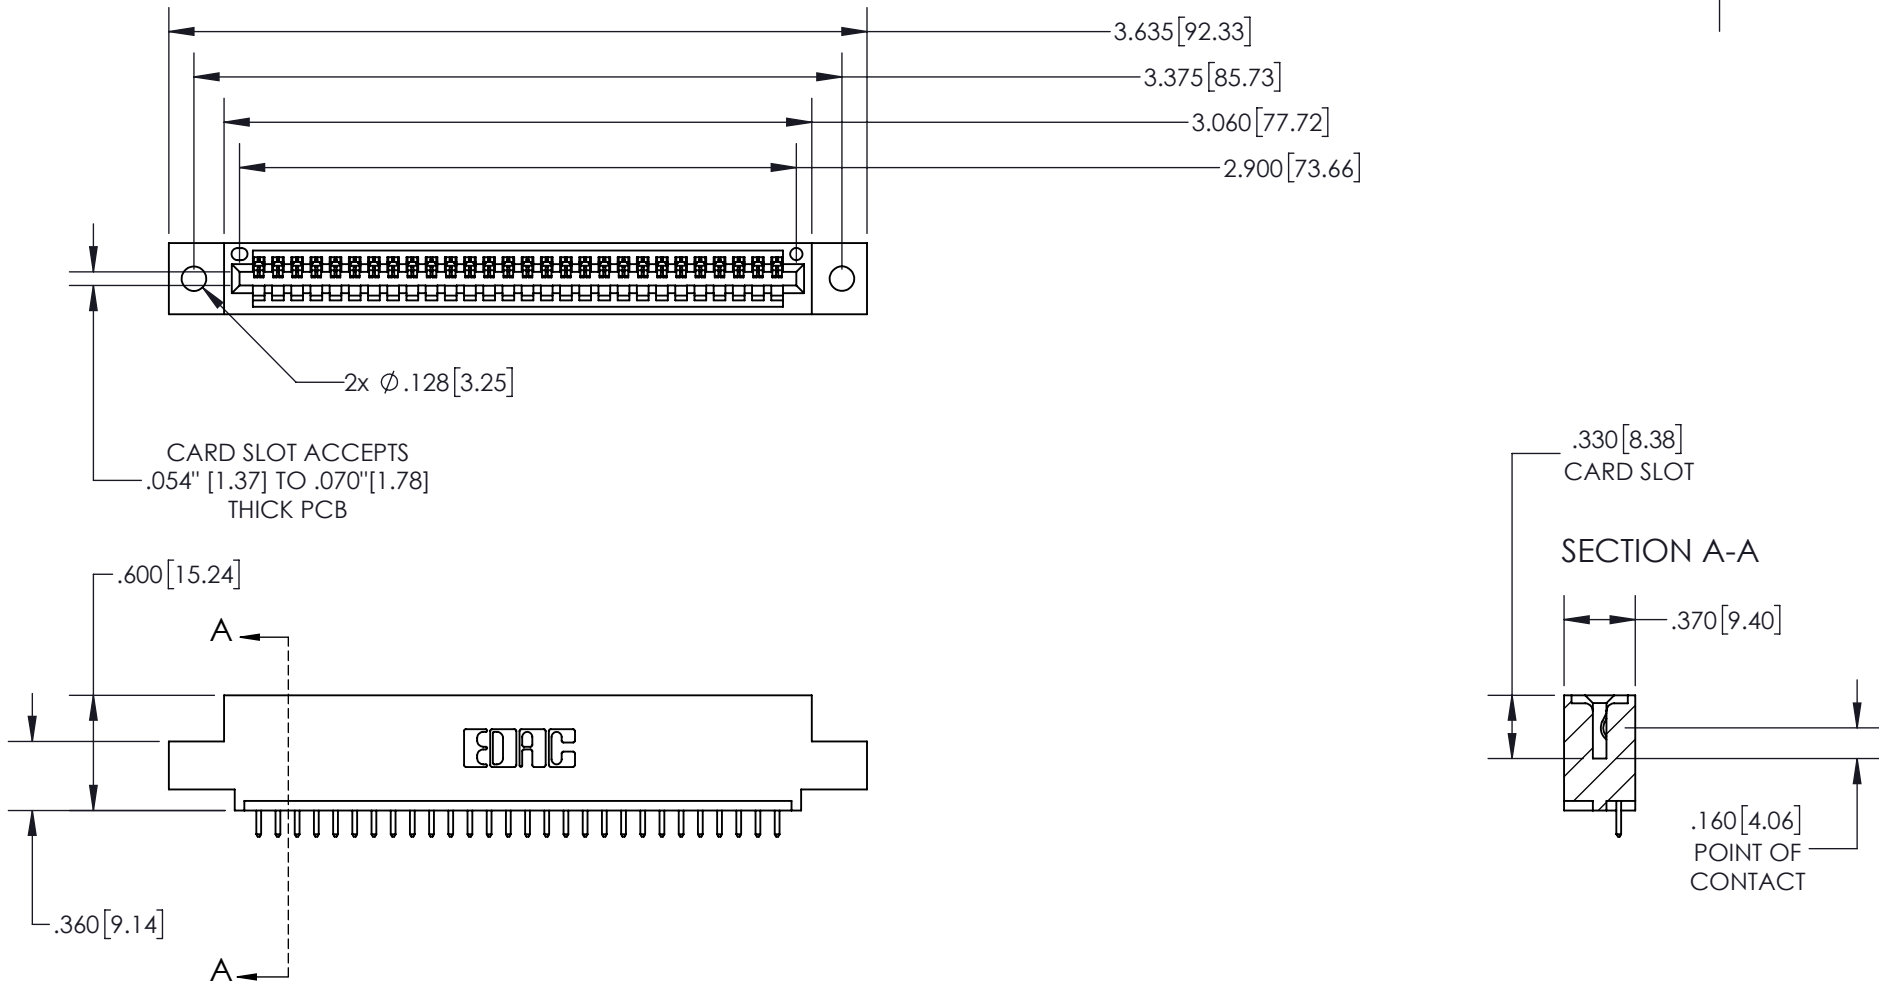 3.635[92.33]
3.375[85.73]
3.060[77.72]
2.900[73.66]
2x ∅.128[3.25]
CARD SLOT ACCEPTS
.054" [1.37] TO .070"[1.78]
THICK PCB
.330[8.38]
CARD SLOT
SECTION A-A
.600[15.24]
.370[9.40]
A
EDAC
.160[4.06]
POINT OF
CONTACT
.360[9.14]
A